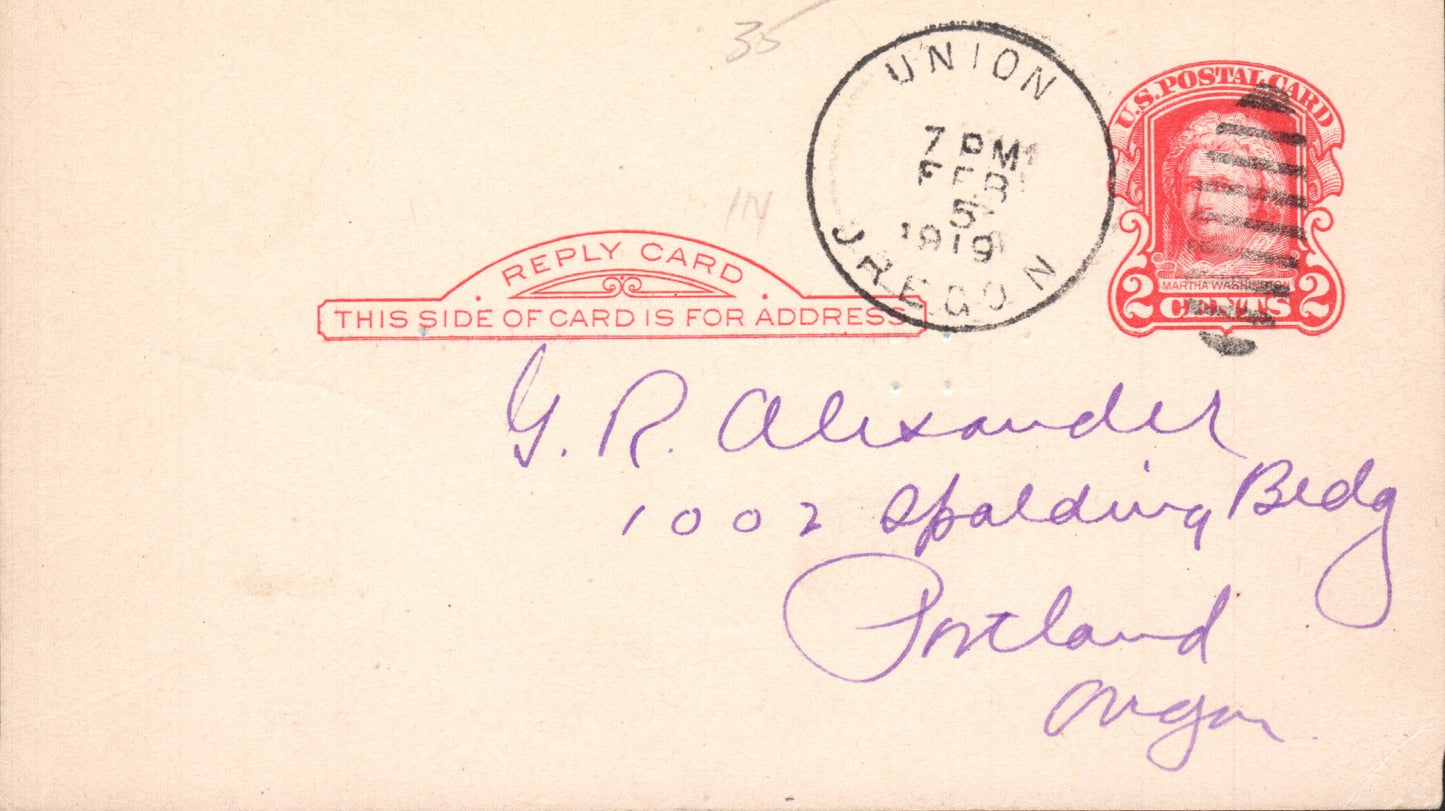 35
UNION
7 PM
FEB
5
1919
OREGON
U.S. POSTAL CARD
MARTHA WASHINGTON
2 CENTS 2
14
REPLY CARD
THIS SIDE OF CARD IS FOR ADDRESS
G. R. Alexander
1002 Spalding Bldg
Portland
Oregon